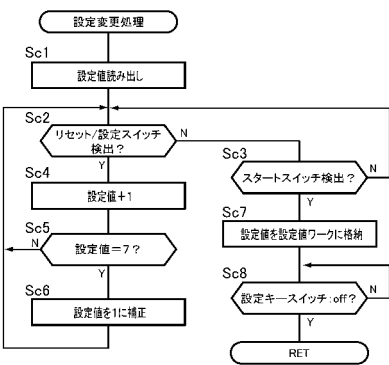 設定変更処理
Sc1
設定値読み出し
Sc2
リセット/設定スイッチ
検出?
N
Y
Sc3
スタートスイッチ検出?
N
Y
Sc4
設定値+1
Sc5
設定値=7?
N
Y
Sc6
設定値を1に補正
Sc7
設定値を設定値ワークに格納
Sc8
設定キースイッチ:off?
N
Y
RET